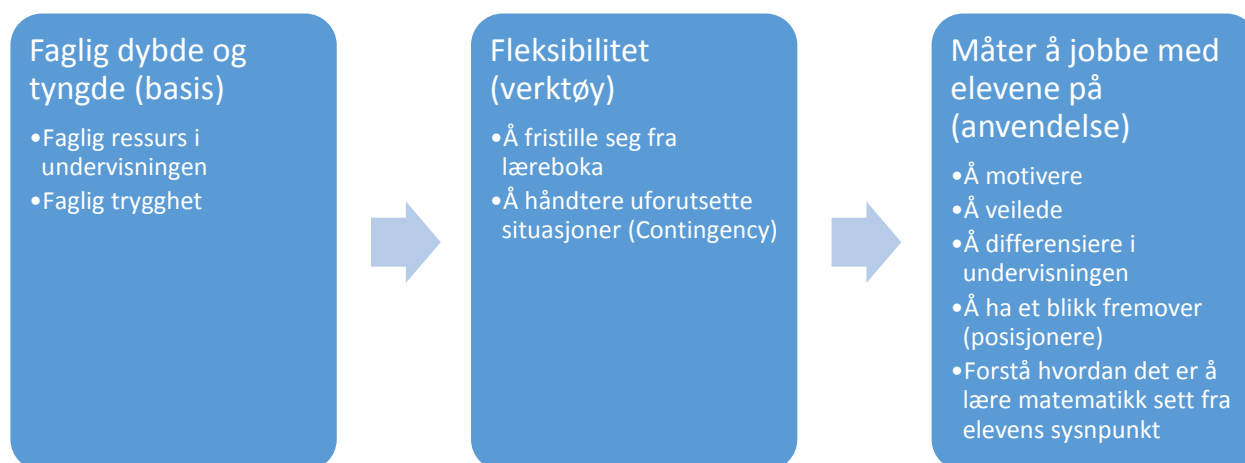 Faglig dybde og
tyngde (basis)
•Faglig ressurs i
undervisningen
•Faglig trygghet
Fleksibilitet
(verktøy)
•Å fristille seg fra
læreboka
•Å håndtere uforutsette
situasjoner (Contingency)
Måter å jobbe med
elevene på
(anvendelse)
•Å motivere
•Å veilede
•Å differensiere i
undervisningen
•Å ha et blikk fremover
(posisjonere)
•Forstå hvordan det er å
lære matematikk sett fra
elevens sysnpunkt